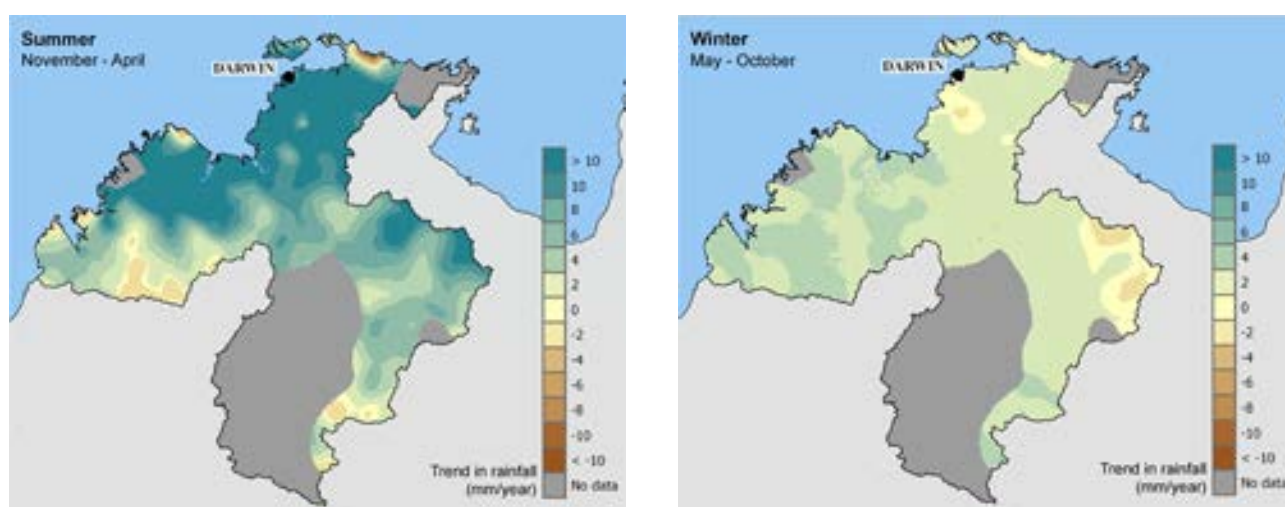 Summer
November - April
DARWIN
> 10
10
8
6
4
2
0
-2
-4
-6
-8
-10
< -10
No data
Trend in rainfall
(mm/year)
Winter
May - October
DARWIN
> 10
10
8
6
4
2
0
-2
-4
-6
-8
-10
< -10
No data
Trend in rainfall
(mm/year)